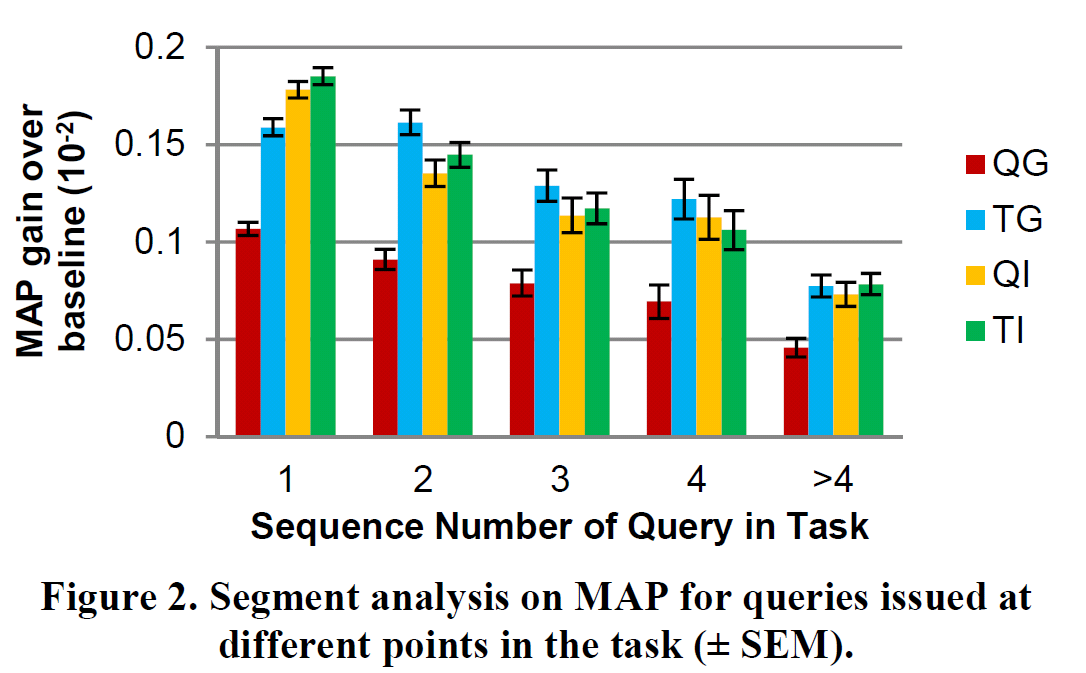 MAP gain over
baseline (10⁻²)
0.2
0.15
0.1
0.05
0
1 2 3 4 >4
Sequence Number of Query in Task
QG
TG
QI
TI
Figure 2. Segment analysis on MAP for queries issued at
different points in the task (± SEM).